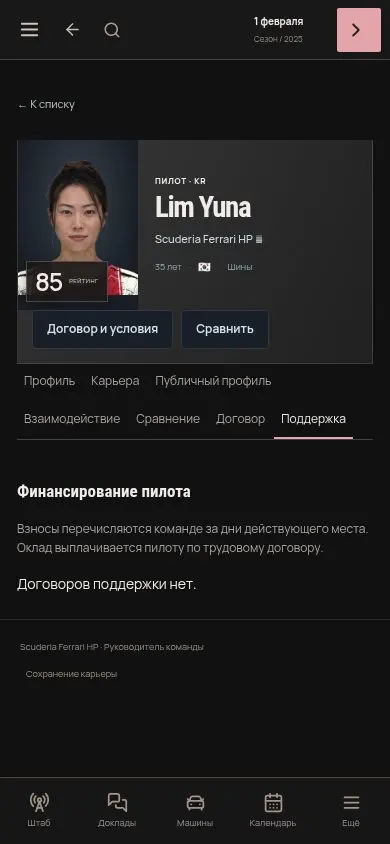 1 февраля
Сезон / 2025
← К списку
ПИЛОТ · KR
Lim Yuna
Scuderia Ferrari HP
85 РЕЙТИНГ
35 лет · Шины
Договор и условия Сравнить
Профиль Карьера Публичный профиль
Взаимодействие Сравнение Договор Поддержка
Финансирование пилота
Взносы перечисляются команде за дни действующего места.
Оклад выплачивается пилоту по трудовому договору.
Договоров поддержки нет.
Scuderia Ferrari HP · Руководитель команды
Сохранение карьеры
Штаб Доклады Машины Календарь Ещё